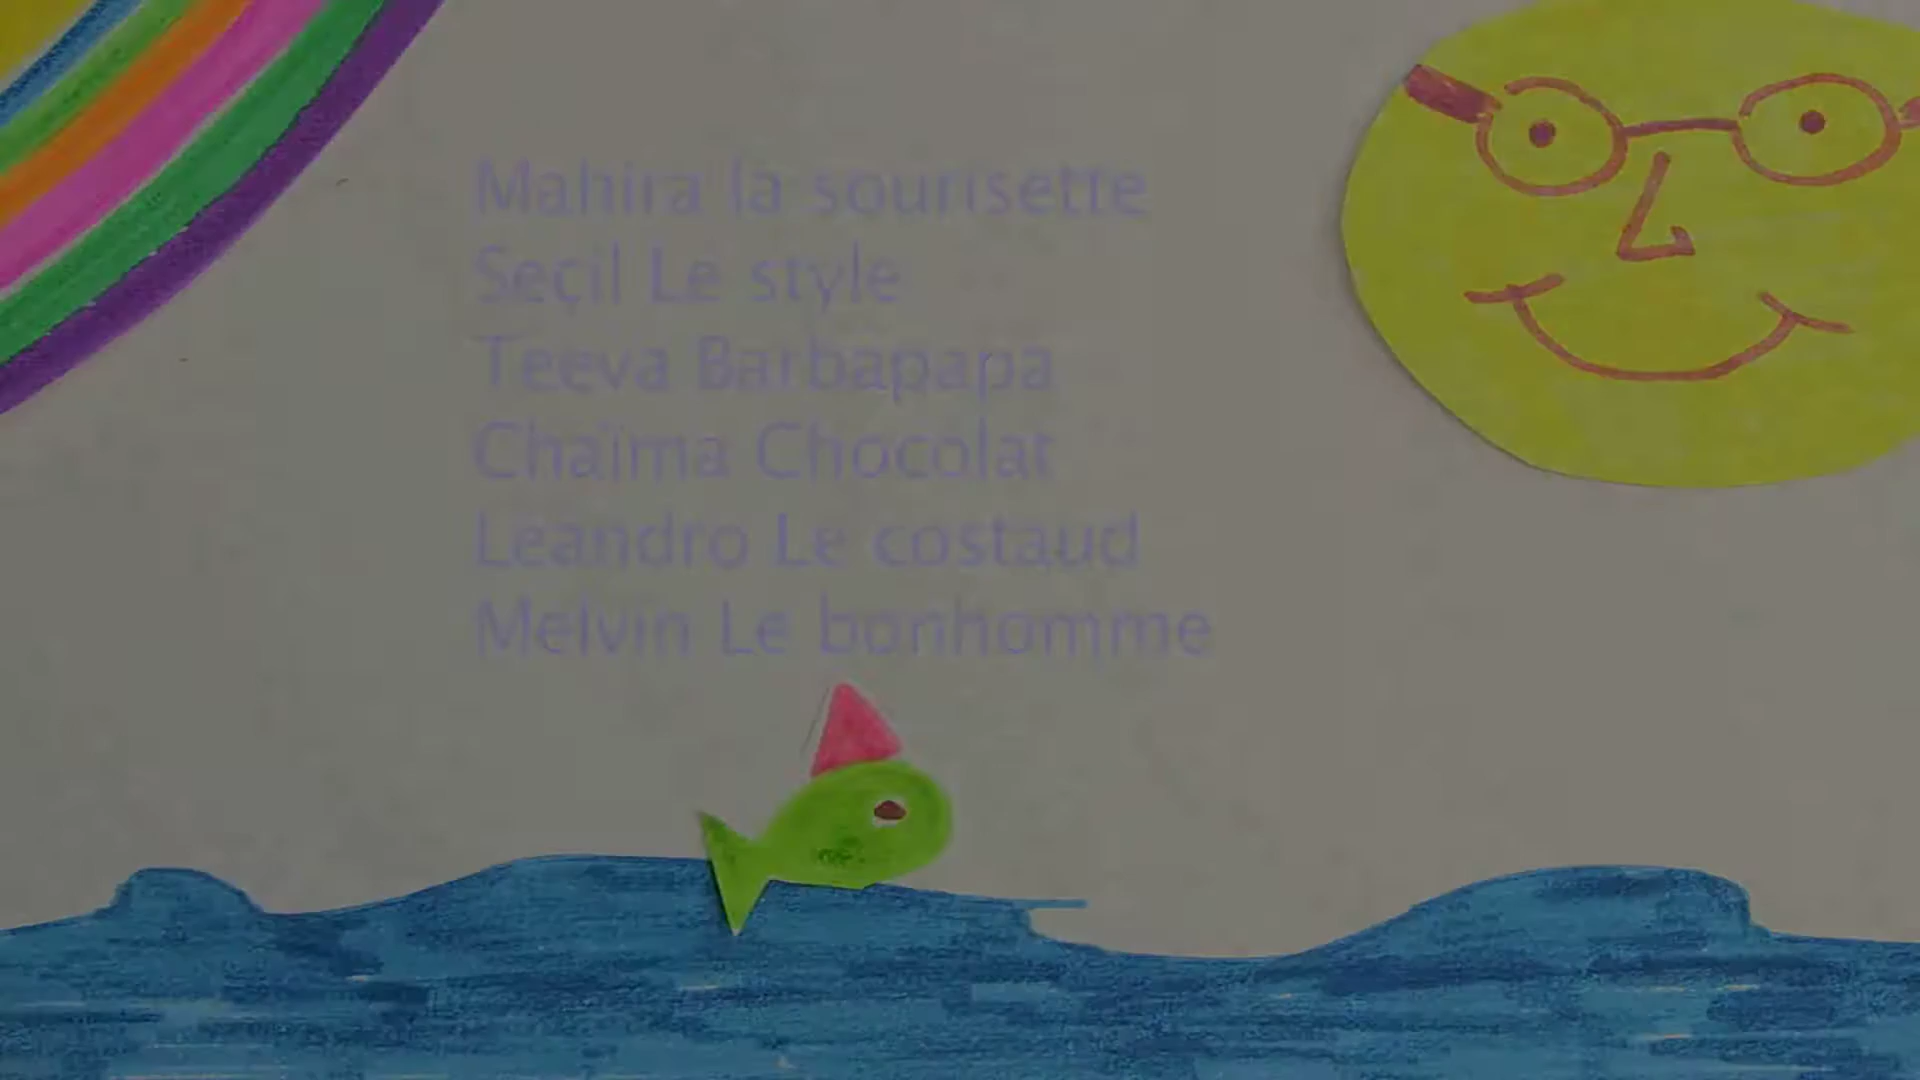 Mahira la sourisette
Seçil Le style
Teeva Barbapapa
Chaïma Chocolat
Leandro Le costaud
Melvin Le bonhomme